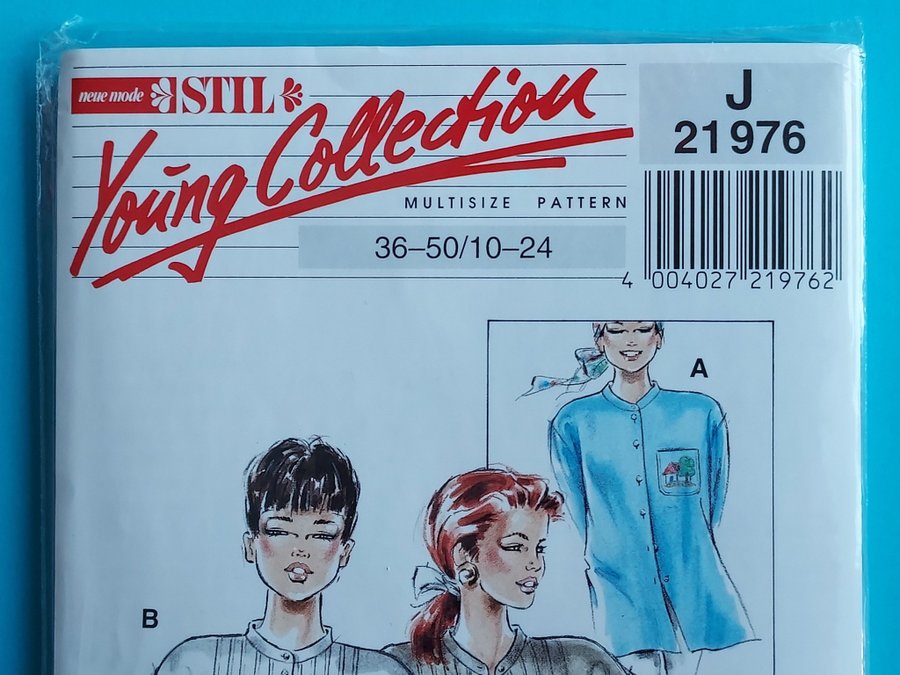 neue mode STIL
Young Collection
MULTISIZE PATTERN
36–50/10–24
J
21976
4 004027 219762
A
B